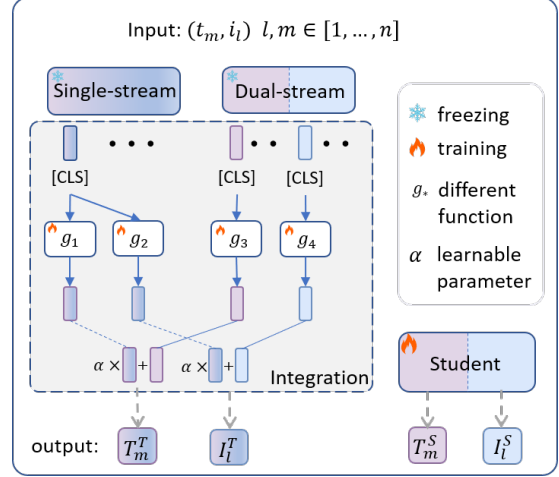 Input: (t_m, i_l)  l, m ∈ [1, …, n]
Single-stream
Dual-stream
• • •
• •
• •
[CLS]
[CLS]
[CLS]
g_1
g_2
g_3
g_4
α ×
+
α ×
+
Integration
freezing
training
g_* different
function
α learnable
parameter
Student
output:
T_m^T
I_l^T
T_m^S
I_l^S